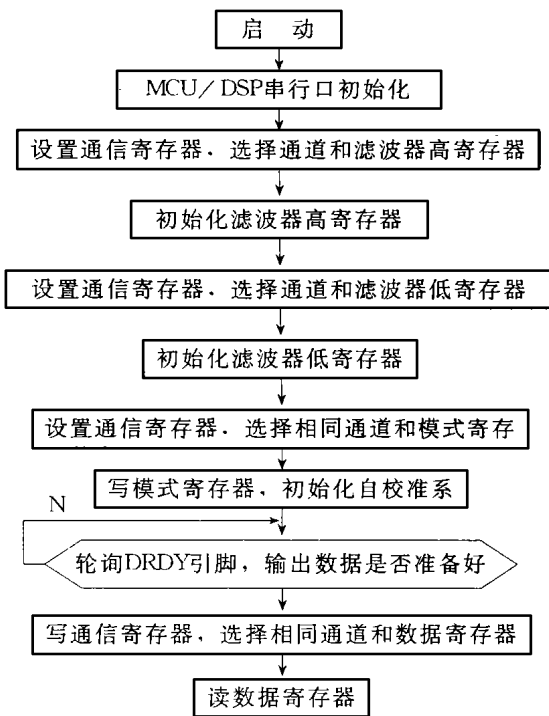 启 动
MCU/DSP串行口初始化
设置通信寄存器.选择通道和滤波器高寄存器
初始化滤波器高寄存器
设置通信寄存器.选择通道和滤波器低寄存器
初始化滤波器低寄存器
设置通信寄存器.选择相同通道和模式寄存
写模式寄存器,初始化自校准系
N
轮询DRDY引脚,输出数据是否准备好
写通信寄存器,选择相同通道和数据寄存器
读数据寄存器